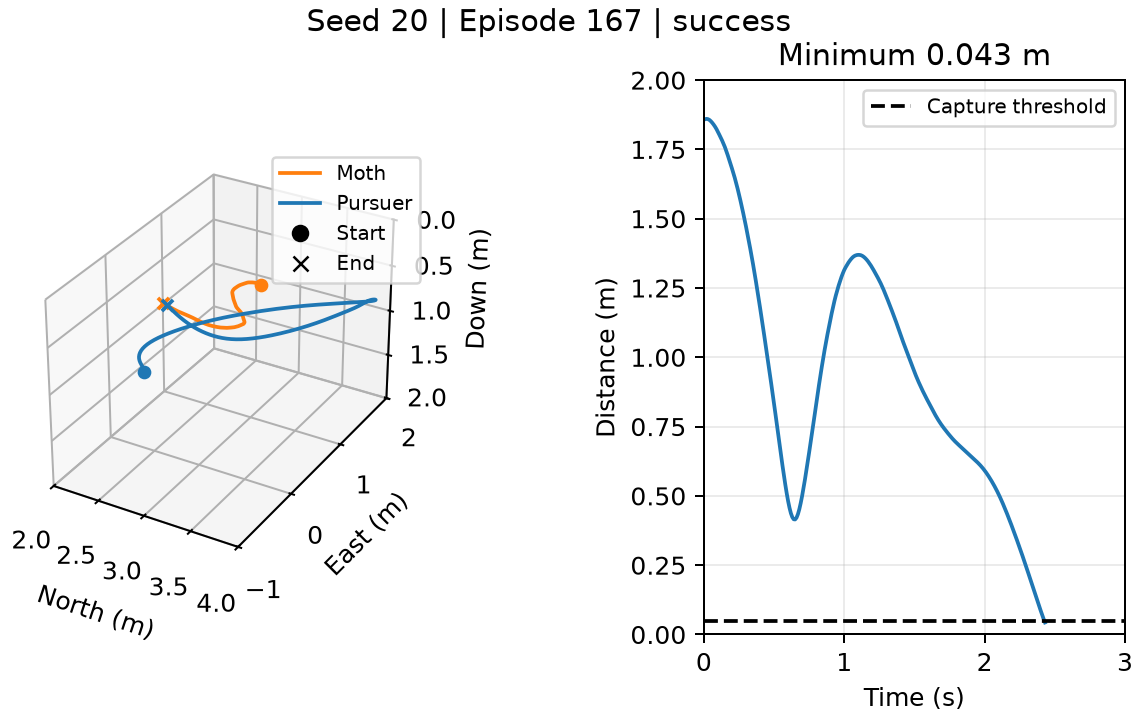 Seed 20 | Episode 167 | success
Moth
Pursuer
Start
End
0.0
0.5
1.0
1.5
2.0
Down (m)
2
1
0
−1
East (m)
2.0
2.5
3.0
3.5
4.0
North (m)
Minimum 0.043 m
Capture threshold
2.00
1.75
1.50
1.25
1.00
0.75
0.50
0.25
0.00
Distance (m)
0
1
2
3
Time (s)